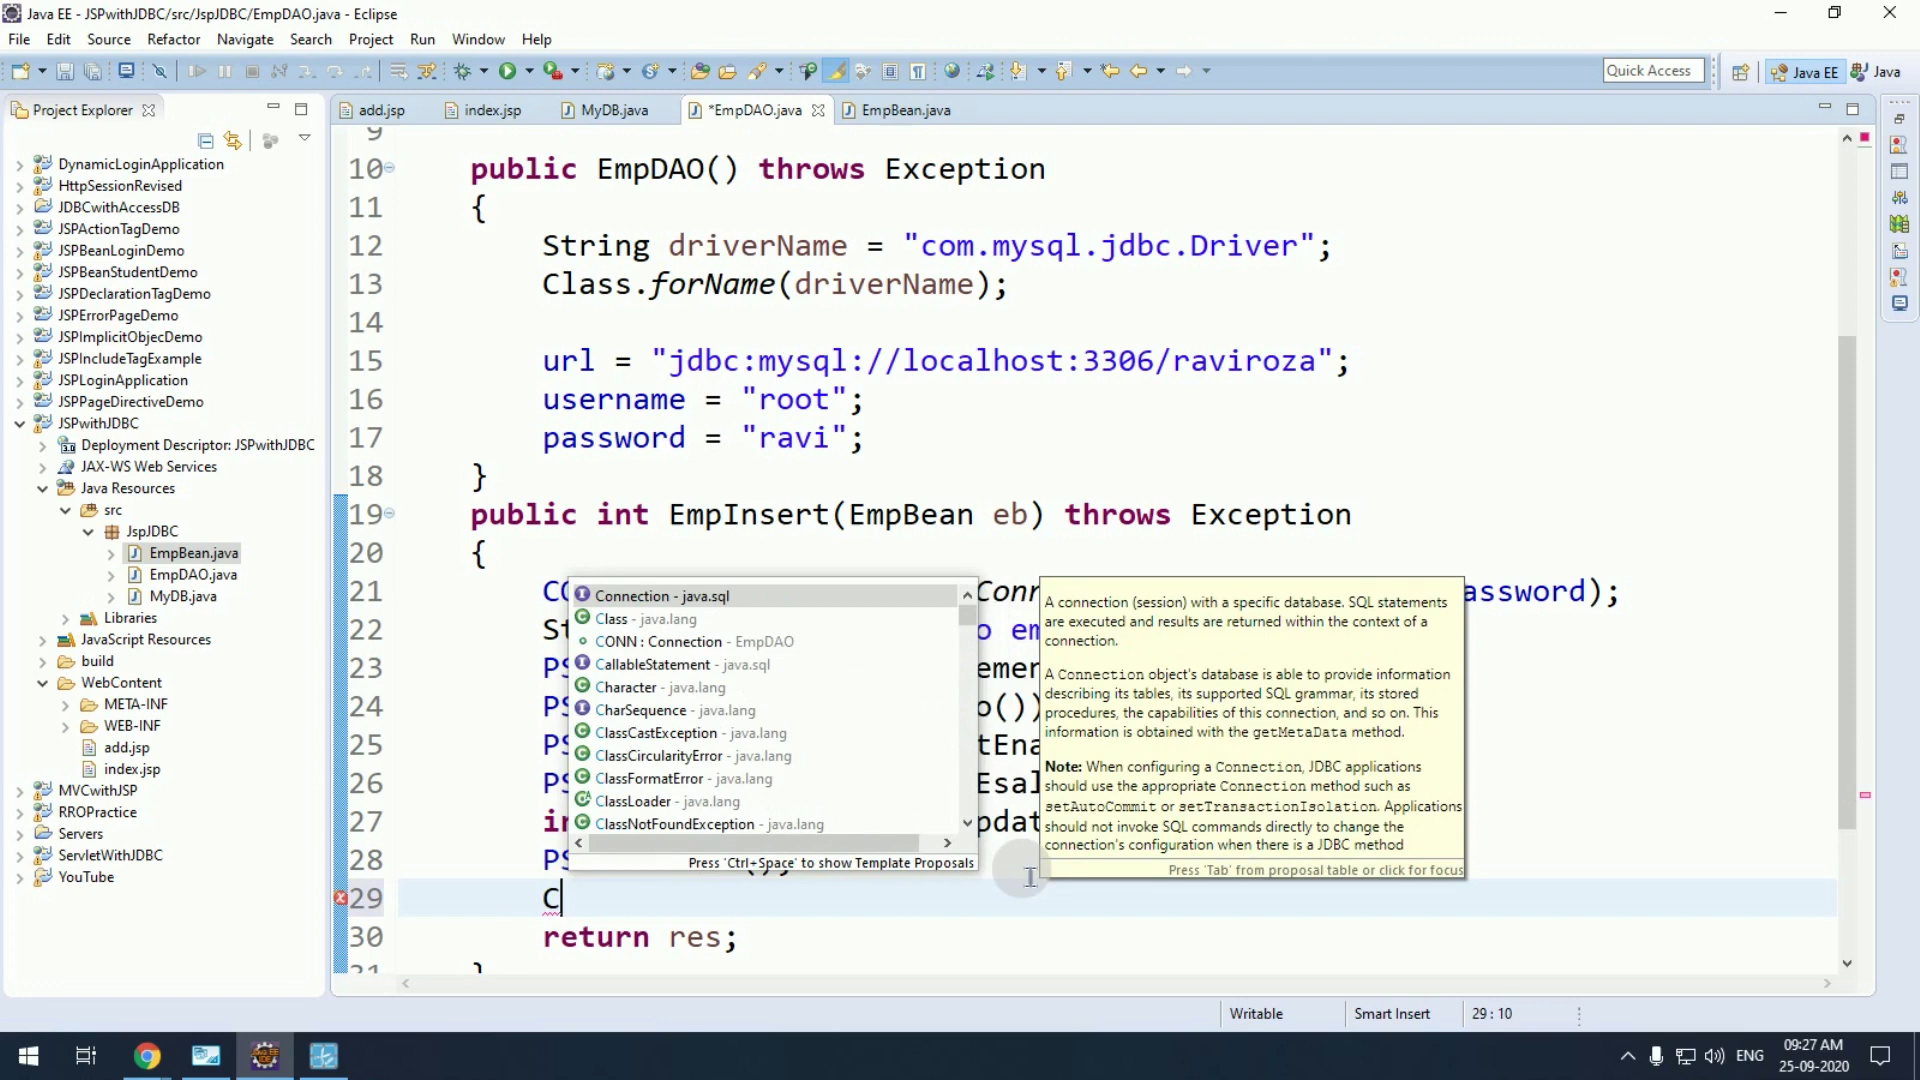 Java EE - JSPwithJDBC/src/JspJDBC/EmpDAO.java - Eclipse
File Edit Source Refactor Navigate Search Project Run Window Help
Quick Access
Java EE
Java
Project Explorer
add.jsp
index.jsp
MyDB.java
*EmpDAO.java
EmpBean.java
DynamicLoginApplication
HttpSessionRevised
JDBCwithAccessDB
JSPActionTagDemo
JSPBeanLoginDemo
JSPBeanStudentDemo
JSPDeclarationTagDemo
JSPErrorPageDemo
JSPImplicitObjecDemo
JSPIncludeTagExample
JSPLoginApplication
JSPPageDirectiveDemo
JSPwithJDBC
Deployment Descriptor: JSPwithJDBC
JAX-WS Web Services
Java Resources
src
JspJDBC
EmpBean.java
EmpDAO.java
MyDB.java
Libraries
JavaScript Resources
build
WebContent
META-INF
WEB-INF
add.jsp
index.jsp
MVCwithJSP
RROPractice
Servers
ServletWithJDBC
YouTube
9
10 public EmpDAO() throws Exception
11 {
12 String driverName = "com.mysql.jdbc.Driver";
13 Class.forName(driverName);
14
15 url = "jdbc:mysql://localhost:3306/raviroza";
16 username = "root";
17 password = "ravi";
18 }
19 public int EmpInsert(EmpBean eb) throws Exception
20 {
21 assword);
22
23
24
25
26
27
28
29 C
30 return res;
31 }
Connection - java.sql
Class - java.lang
CONN : Connection - EmpDAO
CallableStatement - java.sql
Character - java.lang
CharSequence - java.lang
ClassCastException - java.lang
ClassCircularityError - java.lang
ClassFormatError - java.lang
ClassLoader - java.lang
ClassNotFoundException - java.lang
Press 'Ctrl+Space' to show Template Proposals
A connection (session) with a specific database. SQL statements
are executed and results are returned within the context of a
connection.
A Connection object's database is able to provide information
describing its tables, its supported SQL grammar, its stored
procedures, the capabilities of this connection, and so on. This
information is obtained with the getMetaData method.
Note: When configuring a Connection, JDBC applications
should use the appropriate Connection method such as
setAutoCommit or setTransactionIsolation. Applications
should not invoke SQL commands directly to change the
connection's configuration when there is a JDBC method
Press 'Tab' from proposal table or click for focus
Writable
Smart Insert
29 : 10
ENG
09:27 AM
25-09-2020